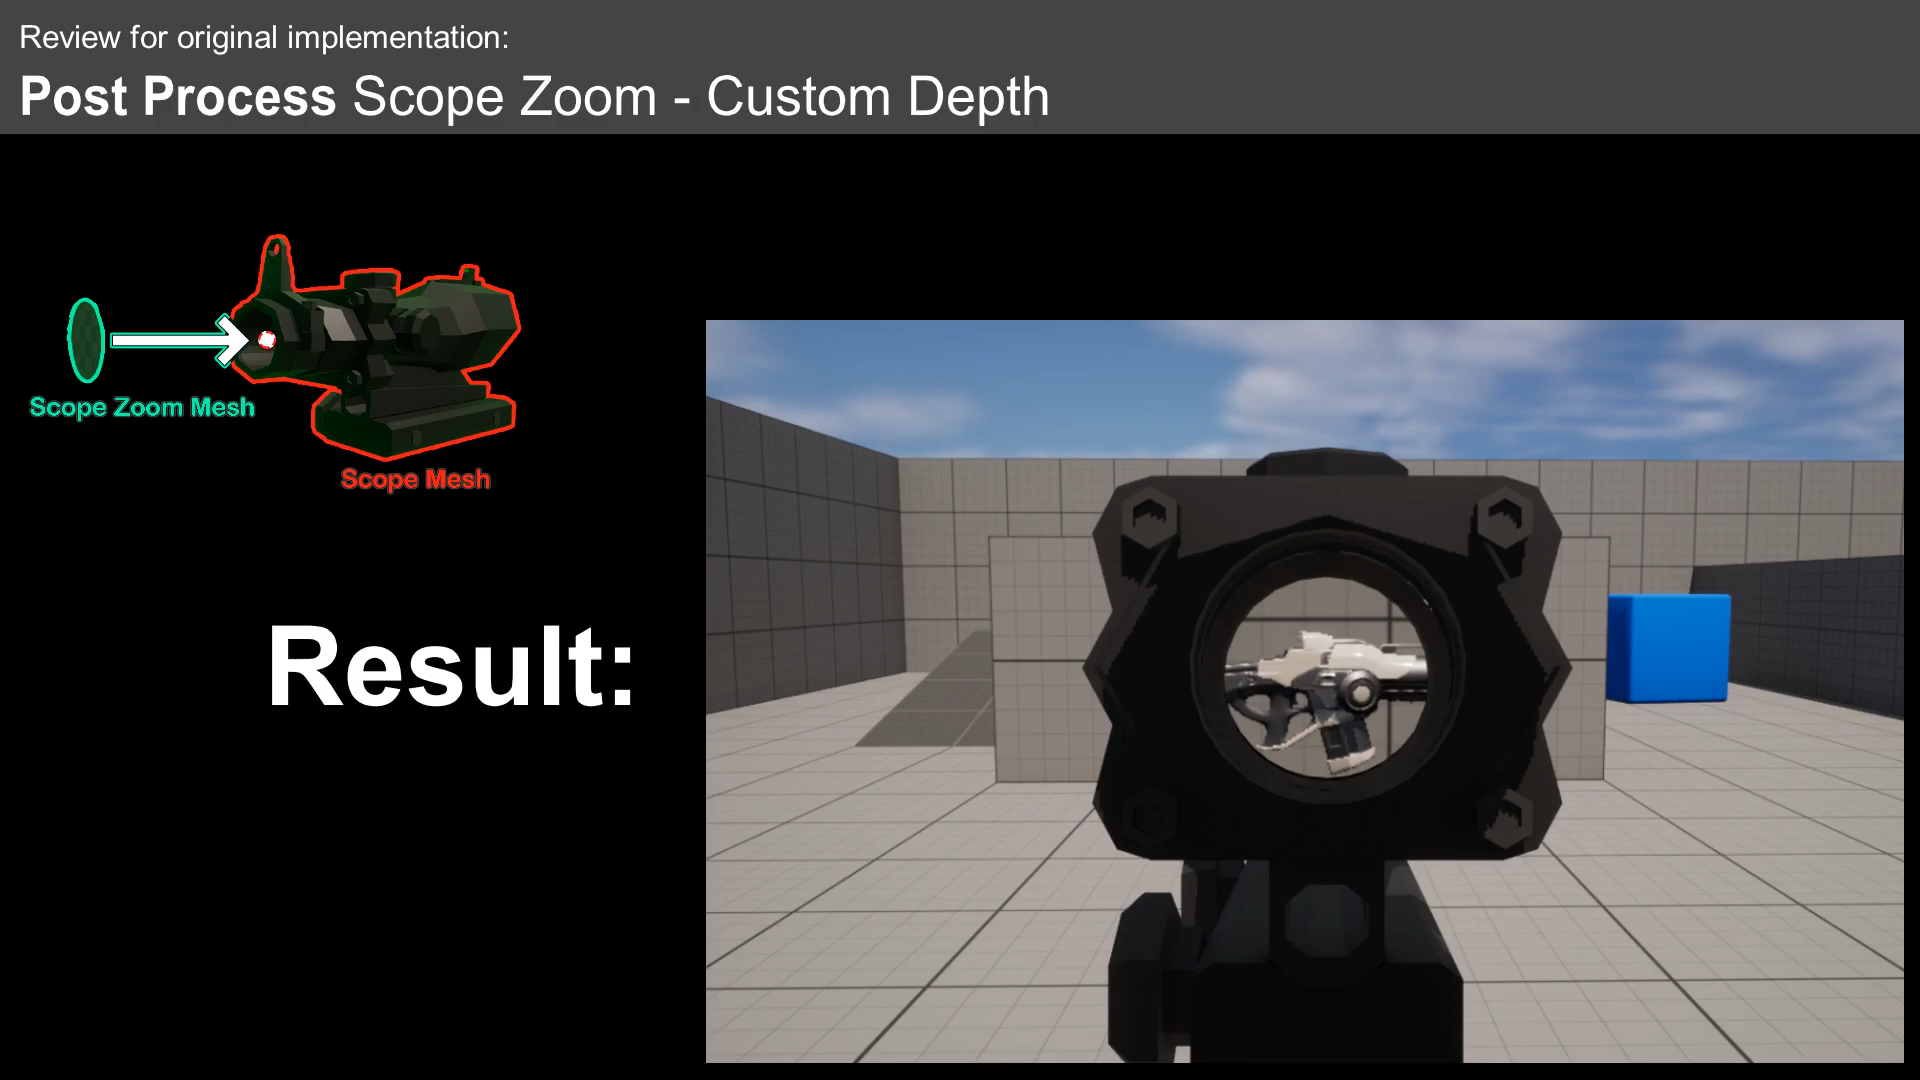 Review for original implementation:
Post Process Scope Zoom - Custom Depth
Scope Zoom Mesh
Scope Mesh
Result: